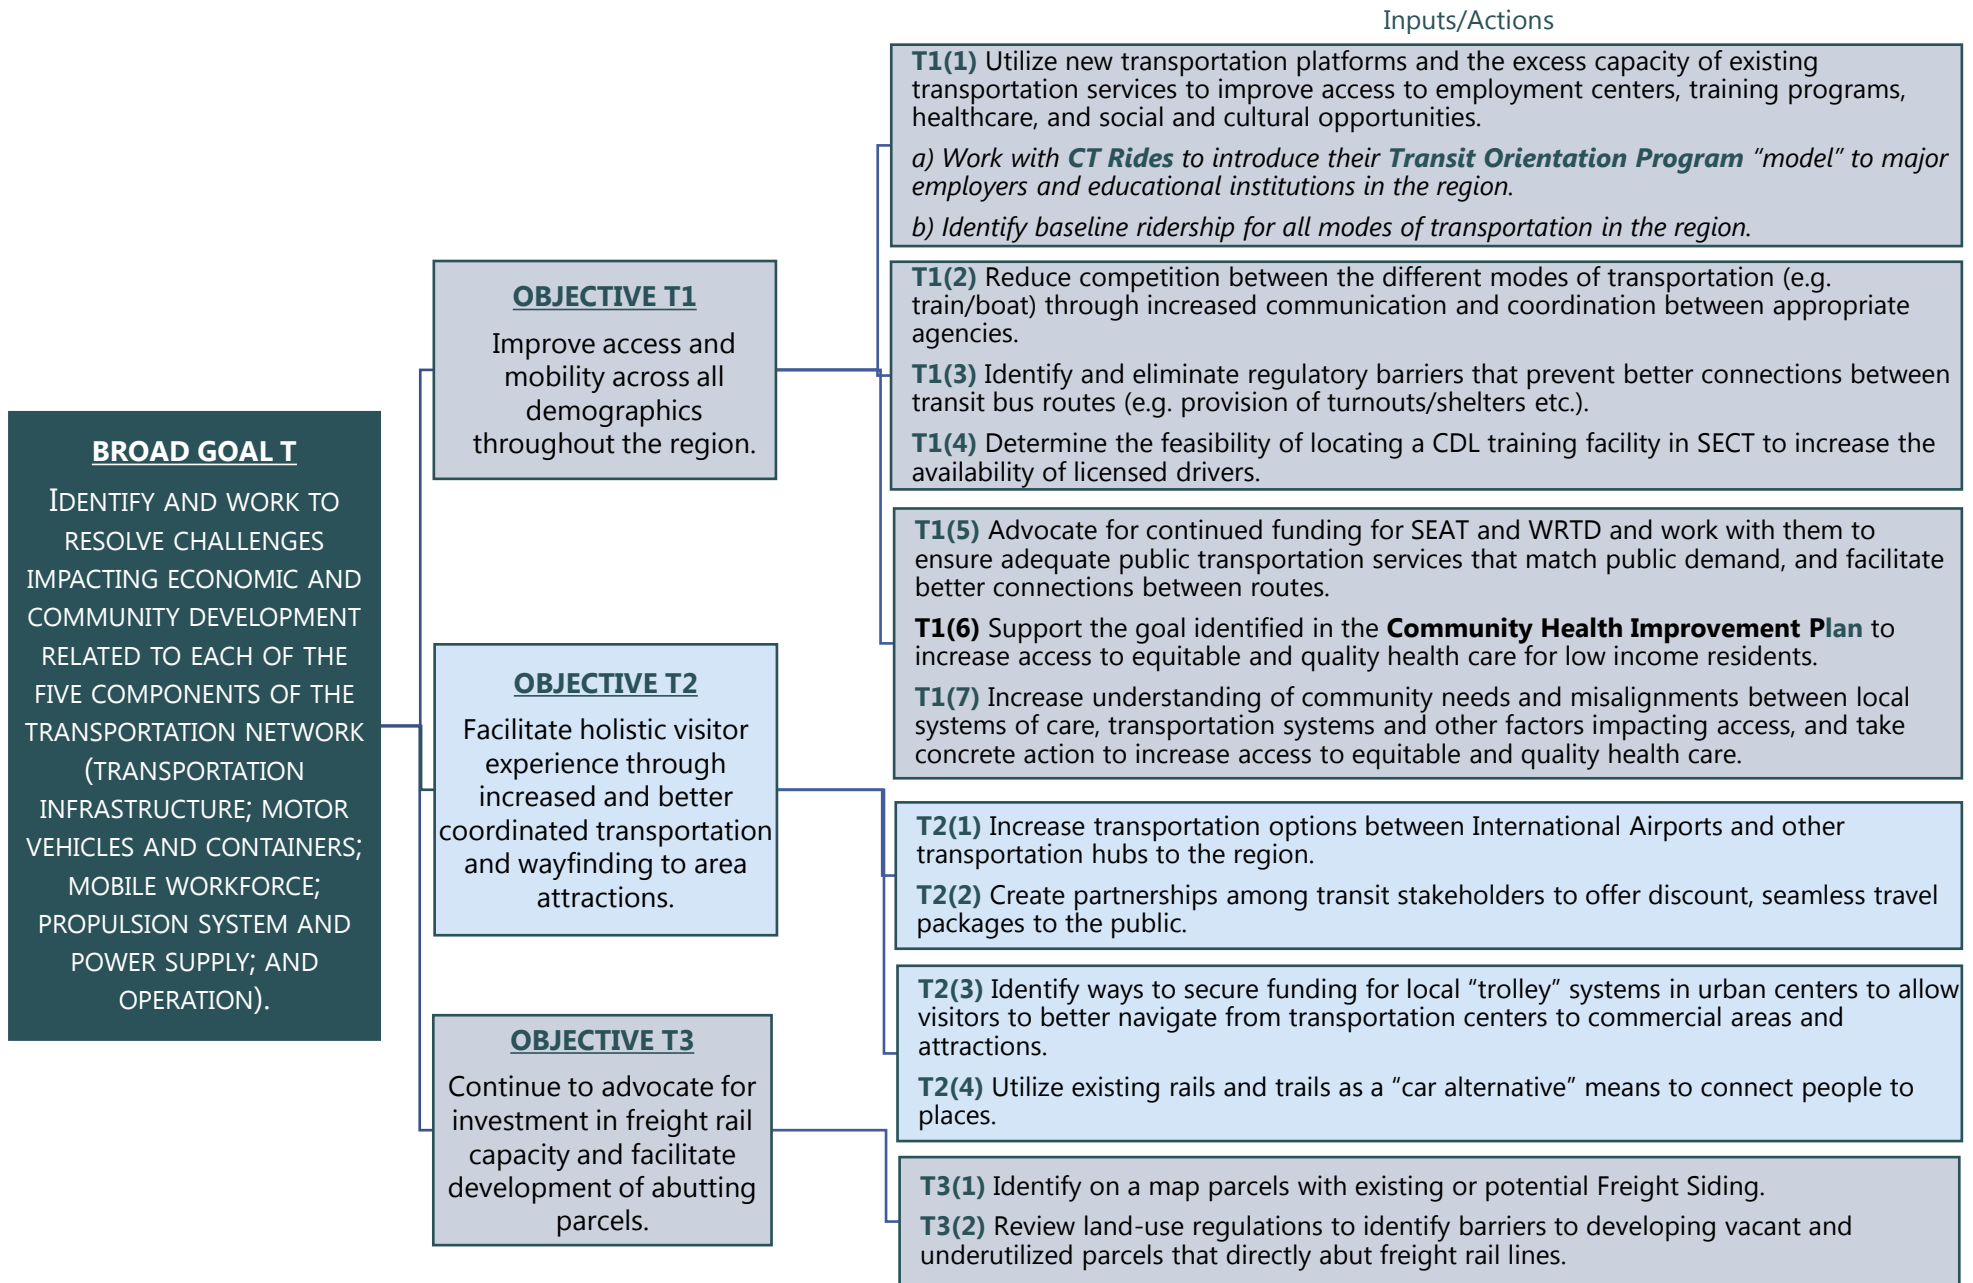 Inputs/Actions
T1(1) Utilize new transportation platforms and the excess capacity of existing
transportation services to improve access to employment centers, training programs,
healthcare, and social and cultural opportunities.
a) Work with CT Rides to introduce their Transit Orientation Program “model” to major
employers and educational institutions in the region.
b) Identify baseline ridership for all modes of transportation in the region.
T1(2) Reduce competition between the different modes of transportation (e.g.
train/boat) through increased communication and coordination between appropriate
agencies.
T1(3) Identify and eliminate regulatory barriers that prevent better connections between
transit bus routes (e.g. provision of turnouts/shelters etc.).
T1(4) Determine the feasibility of locating a CDL training facility in SECT to increase the
availability of licensed drivers.
T1(5) Advocate for continued funding for SEAT and WRTD and work with them to
ensure adequate public transportation services that match public demand, and facilitate
better connections between routes.
T1(6) Support the goal identified in the Community Health Improvement Plan to
increase access to equitable and quality health care for low income residents.
T1(7) Increase understanding of community needs and misalignments between local
systems of care, transportation systems and other factors impacting access, and take
concrete action to increase access to equitable and quality health care.
OBJECTIVE T1
Improve access and
mobility across all
demographics
throughout the region.
BROAD GOAL T
IDENTIFY AND WORK TO
RESOLVE CHALLENGES
IMPACTING ECONOMIC AND
COMMUNITY DEVELOPMENT
RELATED TO EACH OF THE
FIVE COMPONENTS OF THE
TRANSPORTATION NETWORK
(TRANSPORTATION
INFRASTRUCTURE; MOTOR
VEHICLES AND CONTAINERS;
MOBILE WORKFORCE;
PROPULSION SYSTEM AND
POWER SUPPLY; AND
OPERATION).
OBJECTIVE T2
Facilitate holistic visitor
experience through
increased and better
coordinated transportation
and wayfinding to area
attractions.
T2(1) Increase transportation options between International Airports and other
transportation hubs to the region.
T2(2) Create partnerships among transit stakeholders to offer discount, seamless travel
packages to the public.
T2(3) Identify ways to secure funding for local “trolley” systems in urban centers to allow
visitors to better navigate from transportation centers to commercial areas and
attractions.
T2(4) Utilize existing rails and trails as a “car alternative” means to connect people to
places.
OBJECTIVE T3
Continue to advocate for
investment in freight rail
capacity and facilitate
development of abutting
parcels.
T3(1) Identify on a map parcels with existing or potential Freight Siding.
T3(2) Review land-use regulations to identify barriers to developing vacant and
underutilized parcels that directly abut freight rail lines.